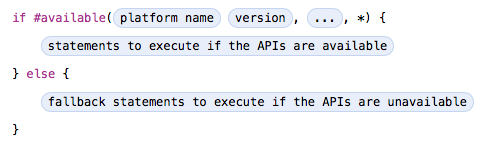 if #available(platform name version, ..., *) {
statements to execute if the APIs are available
} else {
fallback statements to execute if the APIs are unavailable
}